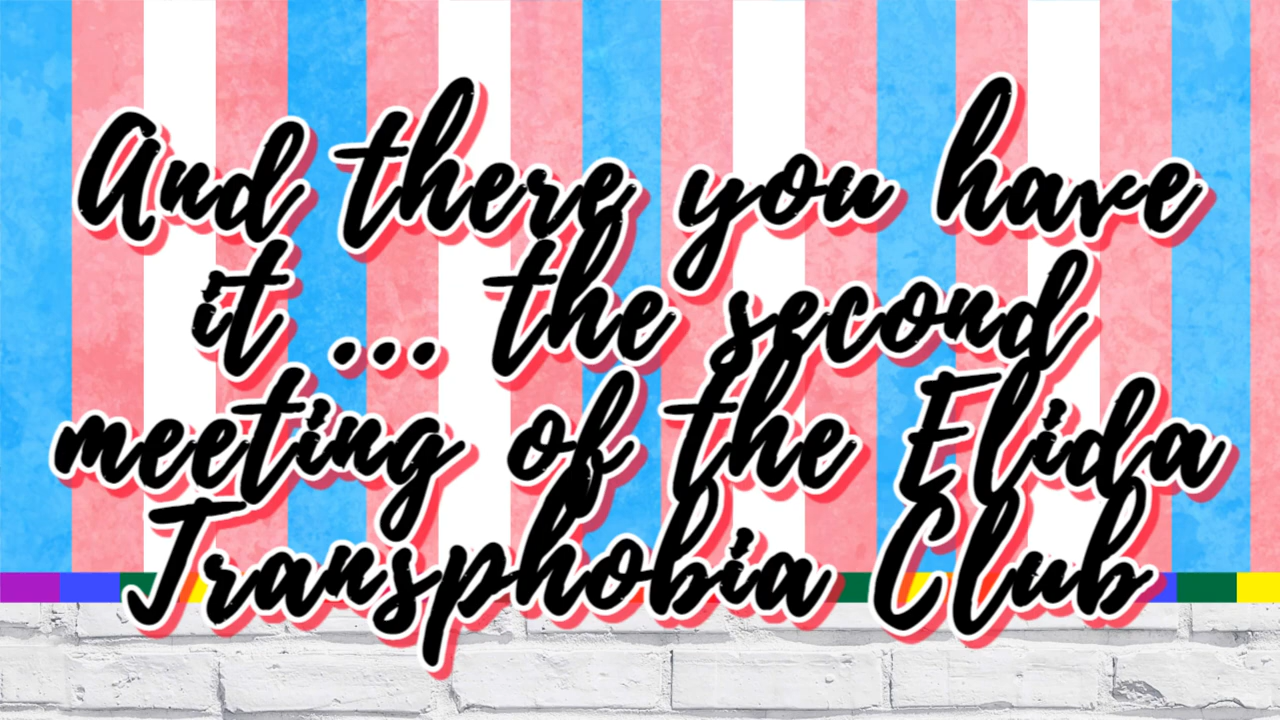 And there you have
it ... the second
meeting of the Elida
Transphobia Club